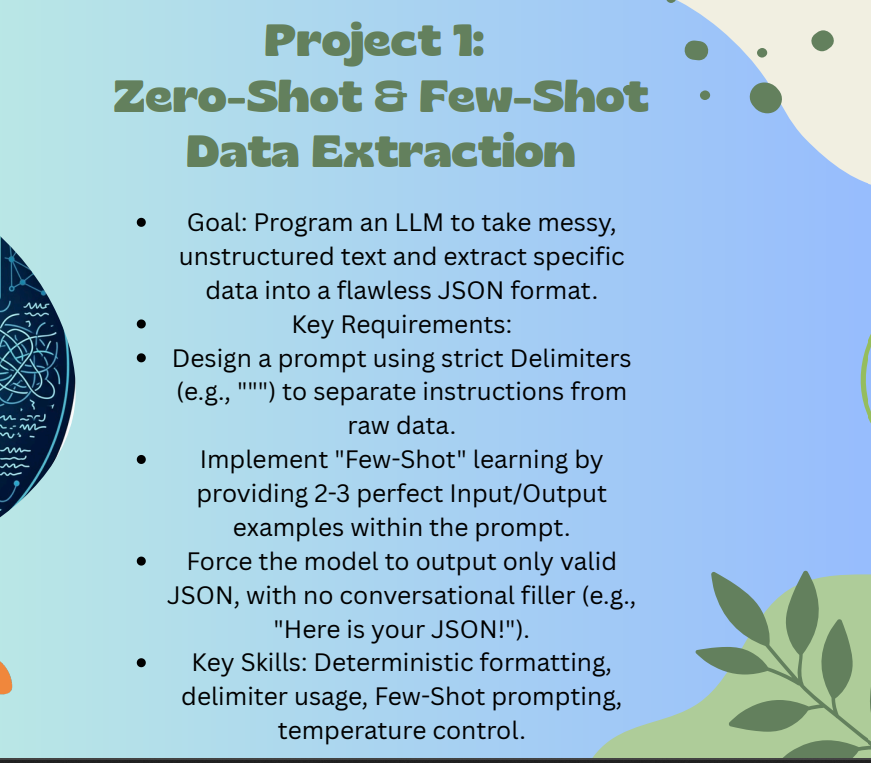 Project 1:
Zero-Shot & Few-Shot
Data Extraction
• Goal: Program an LLM to take messy,
unstructured text and extract specific
data into a flawless JSON format.
• Key Requirements:
• Design a prompt using strict Delimiters
(e.g., """) to separate instructions from
raw data.
• Implement "Few-Shot" learning by
providing 2-3 perfect Input/Output
examples within the prompt.
• Force the model to output only valid
JSON, with no conversational filler (e.g.,
"Here is your JSON!").
• Key Skills: Deterministic formatting,
delimiter usage, Few-Shot prompting,
temperature control.